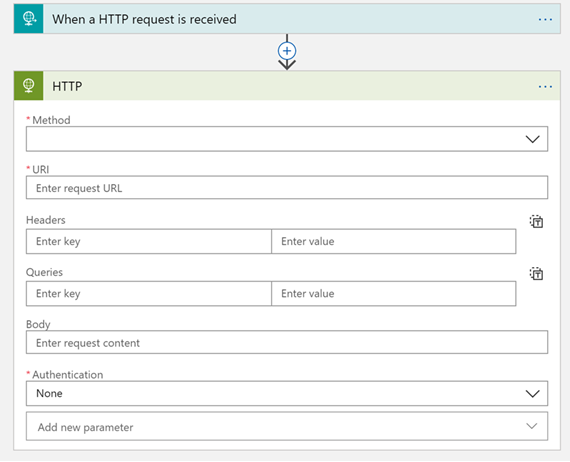 When a HTTP request is received
HTTP
* Method
* URI
Enter request URL
Headers
Enter key Enter value
Queries
Enter key Enter value
Body
Enter request content
* Authentication
None
Add new parameter